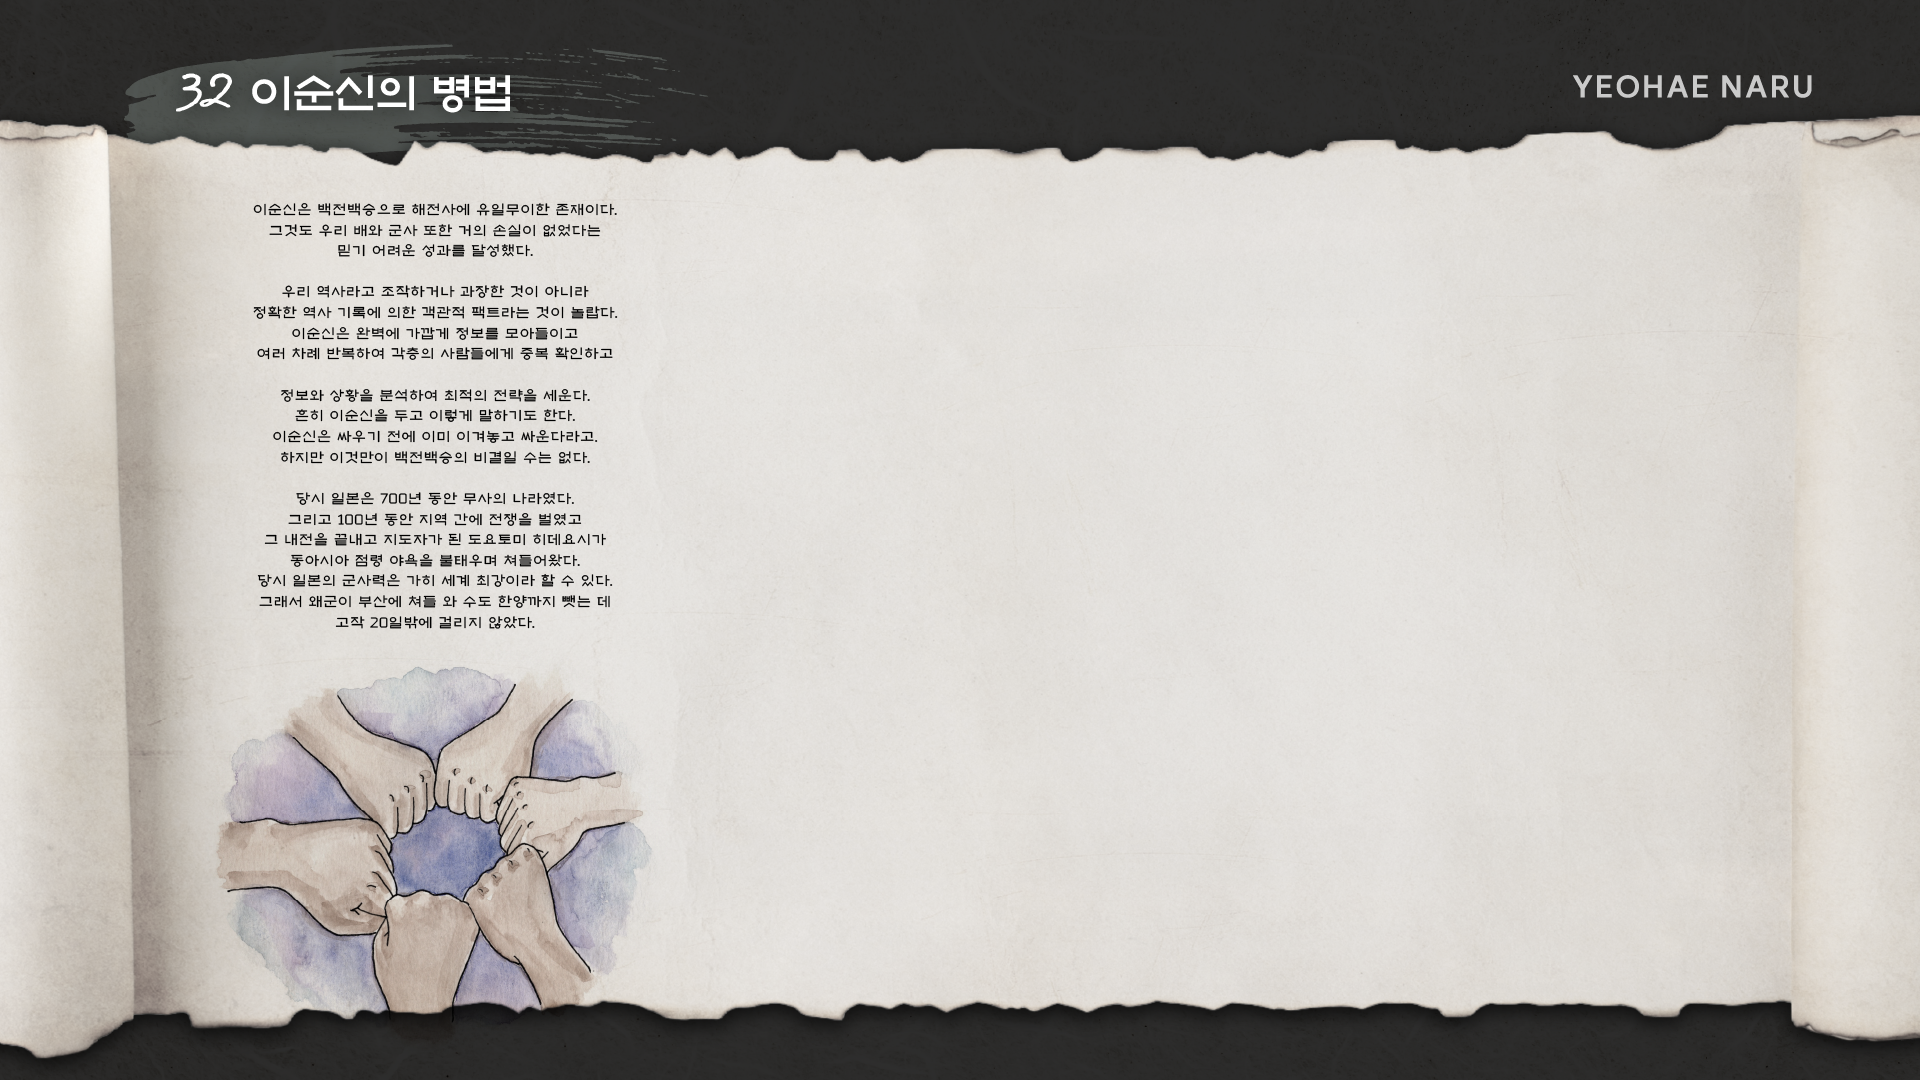 32 이순신의 병법
YEOHAE NARU
이순신은 백전백승으로 해전사에 유일무이한 존재이다.
그것도 우리 배와 군사 또한 거의 손실이 없었다는
믿기 어려운 성과를 달성했다.
우리 역사라고 조작하거나 과장한 것이 아니라
정확한 역사 기록에 의한 객관적 팩트라는 것이 놀랍다.
이순신은 완벽에 가깝게 정보를 모아들이고
여러 차례 반복하여 각층의 사람들에게 중복 확인하고
정보와 상황을 분석하여 최적의 전략을 세운다.
흔히 이순신을 두고 이렇게 말하기도 한다.
이순신은 싸우기 전에 이미 이겨놓고 싸운다라고.
하지만 이것만이 백전백승의 비결일 수는 없다.
당시 일본은 700년 동안 무사의 나라였다.
그리고 100년 동안 지역 간에 전쟁을 벌였고
그 내전을 끝내고 지도자가 된 도요토미 히데요시가
동아시아 점령 야욕을 불태우며 쳐들어왔다.
당시 일본의 군사력은 가히 세계 최강이라 할 수 있다.
그래서 왜군이 부산에 쳐들 와 수도 한양까지 뺏는 데
고작 20일밖에 걸리지 않았다.